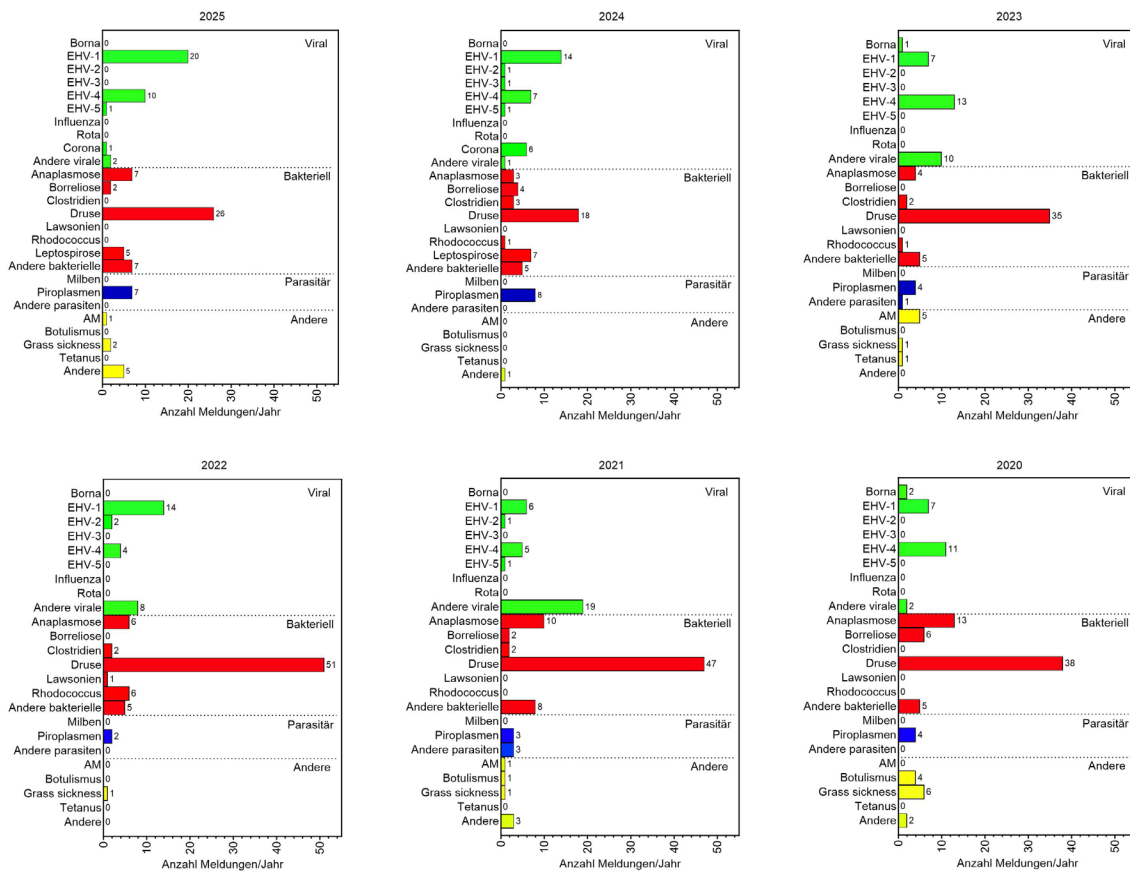 2025
Borna 0 Viral
EHV-1 20
EHV-2 0
EHV-3 0
EHV-4 10
EHV-5 1
Influenza 0
Rota 0
Corona 1
Andere virale 2
Anaplasmose 7 Bakteriell
Borreliose 2
Clostridien 0
Druse 26
Lawsonien 0
Rhodococcus 0
Leptospirose 5
Andere bakterielle 7
Milben 0 Parasitär
Piroplasmen 7
Andere parasiten 0
AM 1 Andere
Botulismus 0
Grass sickness 2
Tetanus 0
Andere 5
0 10 20 30 40 50
Anzahl Meldungen/Jahr
2024
Borna 0 Viral
EHV-1 14
EHV-2 1
EHV-3 1
EHV-4 7
EHV-5 1
Influenza 0
Rota 0
Corona 6
Andere virale 1
Anaplasmose 3 Bakteriell
Borreliose 4
Clostridien 3
Druse 18
Lawsonien 0
Rhodococcus 1
Leptospirose 7
Andere bakterielle 5
Milben 0 Parasitär
Piroplasmen 8
Andere parasiten 0
AM 0 Andere
Botulismus 0
Grass sickness 0
Tetanus 0
Andere 1
0 10 20 30 40 50
Anzahl Meldungen/Jahr
2023
Borna 1 Viral
EHV-1 7
EHV-2 0
EHV-3 0
EHV-4 13
EHV-5 0
Influenza 0
Rota 0
Andere virale 10
Anaplasmose 4 Bakteriell
Borreliose 0
Clostridien 2
Druse 35
Lawsonien 0
Rhodococcus 1
Andere bakterielle 5
Milben 0 Parasitär
Piroplasmen 4
Andere parasiten 1
AM 5 Andere
Botulismus 0
Grass sickness 1
Tetanus 1
Andere 0
0 10 20 30 40 50
Anzahl Meldungen/Jahr
2022
Borna 0 Viral
EHV-1 14
EHV-2 2
EHV-3 0
EHV-4 4
EHV-5 0
Influenza 0
Rota 0
Andere virale 8
Anaplasmose 6 Bakteriell
Borreliose 0
Clostridien 2
Druse 51
Lawsonien 1
Rhodococcus 6
Andere bakterielle 5
Milben 0 Parasitär
Piroplasmen 2
Andere parasiten 0
AM 0 Andere
Botulismus 0
Grass sickness 1
Tetanus 0
Andere 0
0 10 20 30 40 50
Anzahl Meldungen/Jahr
2021
Borna 0 Viral
EHV-1 6
EHV-2 1
EHV-3 0
EHV-4 5
EHV-5 1
Influenza 0
Rota 0
Andere virale 19
Anaplasmose 10 Bakteriell
Borreliose 2
Clostridien 2
Druse 47
Lawsonien 0
Rhodococcus 0
Andere bakterielle 8
Milben 0 Parasitär
Piroplasmen 3
Andere parasiten 3
AM 1 Andere
Botulismus 1
Grass sickness 1
Tetanus 0
Andere 3
0 10 20 30 40 50
Anzahl Meldungen/Jahr
2020
Borna 2 Viral
EHV-1 7
EHV-2 0
EHV-3 0
EHV-4 11
EHV-5 0
Influenza 0
Rota 0
Andere virale 2
Anaplasmose 13 Bakteriell
Borreliose 6
Clostridien 0
Druse 38
Lawsonien 0
Rhodococcus 0
Andere bakterielle 5
Milben 0 Parasitär
Piroplasmen 4
Andere parasiten 0
AM 0 Andere
Botulismus 4
Grass sickness 6
Tetanus 0
Andere 2
0 10 20 30 40 50
Anzahl Meldungen/Jahr